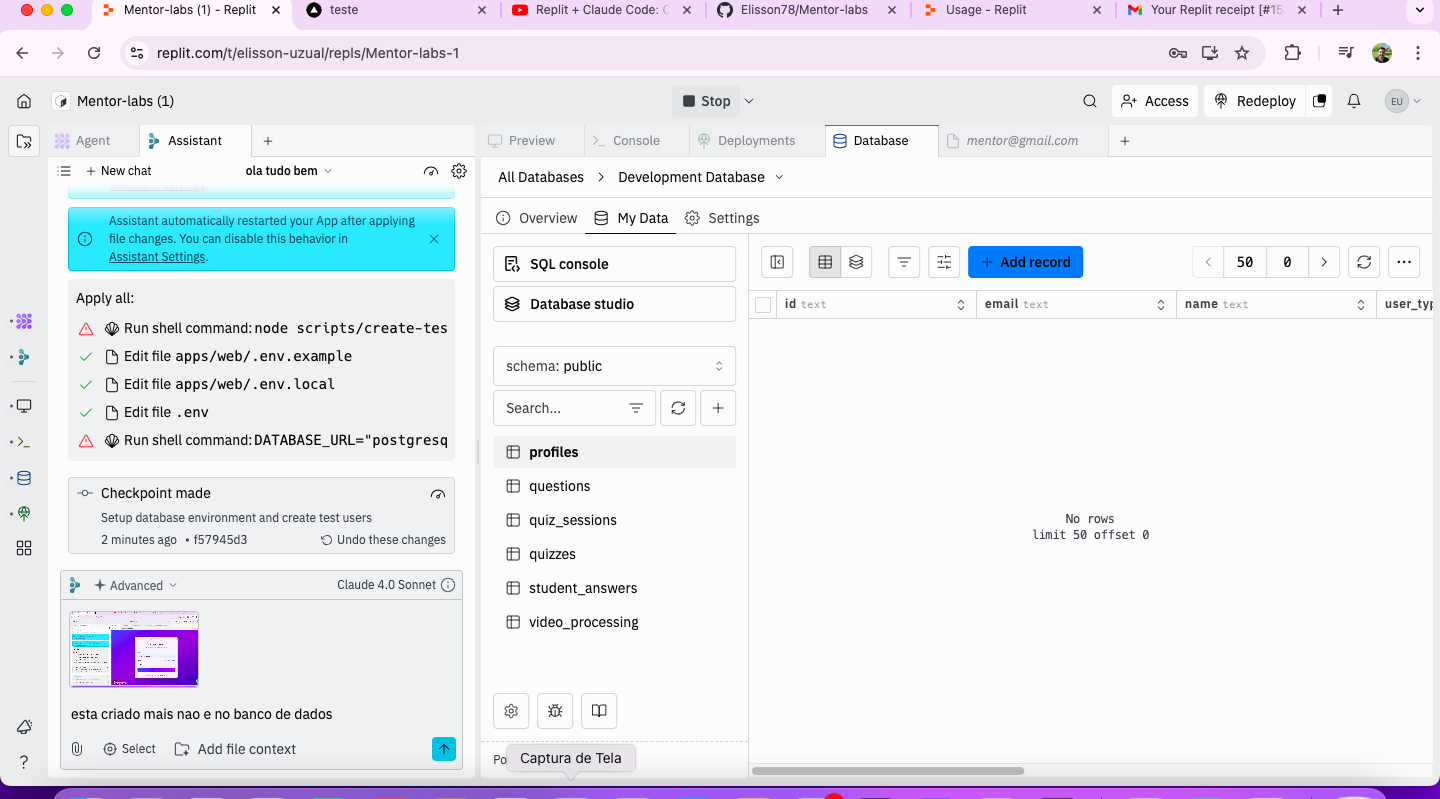 Mentor-labs (1) - Replit
teste
Replit + Claude Code: C
Elisson78/Mentor-labs
Usage - Replit
Your Replit receipt [#15
replit.com/t/elisson-uzual/repls/Mentor-labs-1
Mentor-labs (1)
Stop
Access
Redeploy
EU
Agent
Assistant
Preview
Console
Deployments
Database
mentor@gmail.com
New chat
ola tudo bem
All Databases > Development Database
Overview
My Data
Settings
Assistant automatically restarted your App after applying
file changes. You can disable this behavior in
Assistant Settings.
Apply all:
Run shell command: node scripts/create-tes
Edit file apps/web/.env.example
Edit file apps/web/.env.local
Edit file .env
Run shell command: DATABASE_URL="postgresq
Checkpoint made
Setup database environment and create test users
2 minutes ago • f57945d3
Undo these changes
Advanced
Claude 4.0 Sonnet
esta criado mais nao e no banco de dados
Select
Add file context
SQL console
Database studio
schema: public
Search...
profiles
questions
quiz_sessions
quizzes
student_answers
video_processing
Po
Captura de Tela
50
0
Add record
id text
email text
name text
user_typ
No rows
limit 50 offset 0